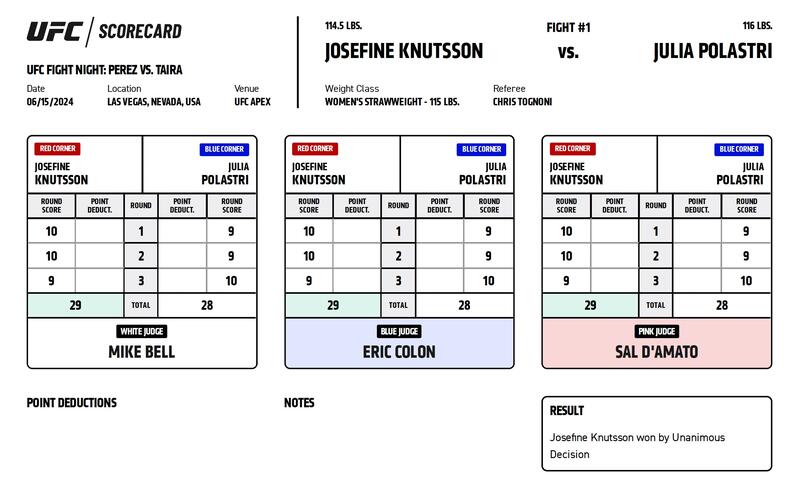 UFC SCORECARD
UFC FIGHT NIGHT: PEREZ VS. TAIRA
Date Location Venue
06/15/2024 LAS VEGAS, NEVADA, USA UFC APEX
114.5 LBS. FIGHT #1 116 LBS.
JOSEFINE KNUTSSON VS. JULIA POLASTRI
Weight Class Referee
WOMEN'S STRAWWEIGHT - 115 LBS. CHRIS TOGNONI
RED CORNER BLUE CORNER
JOSEFINE JULIA
KNUTSSON POLASTRI
ROUND POINT ROUND POINT ROUND
SCORE DEDUCT. DEDUCT. SCORE
10 1 9
10 2 9
9 3 10
29 TOTAL 28
WHITE JUDGE
MIKE BELL
RED CORNER BLUE CORNER
JOSEFINE JULIA
KNUTSSON POLASTRI
ROUND POINT ROUND POINT ROUND
SCORE DEDUCT. DEDUCT. SCORE
10 1 9
10 2 9
9 3 10
29 TOTAL 28
BLUE JUDGE
ERIC COLON
RED CORNER BLUE CORNER
JOSEFINE JULIA
KNUTSSON POLASTRI
ROUND POINT ROUND POINT ROUND
SCORE DEDUCT. DEDUCT. SCORE
10 1 9
10 2 9
9 3 10
29 TOTAL 28
PINK JUDGE
SAL D'AMATO
POINT DEDUCTIONS
NOTES
RESULT
Josefine Knutsson won by Unanimous
Decision